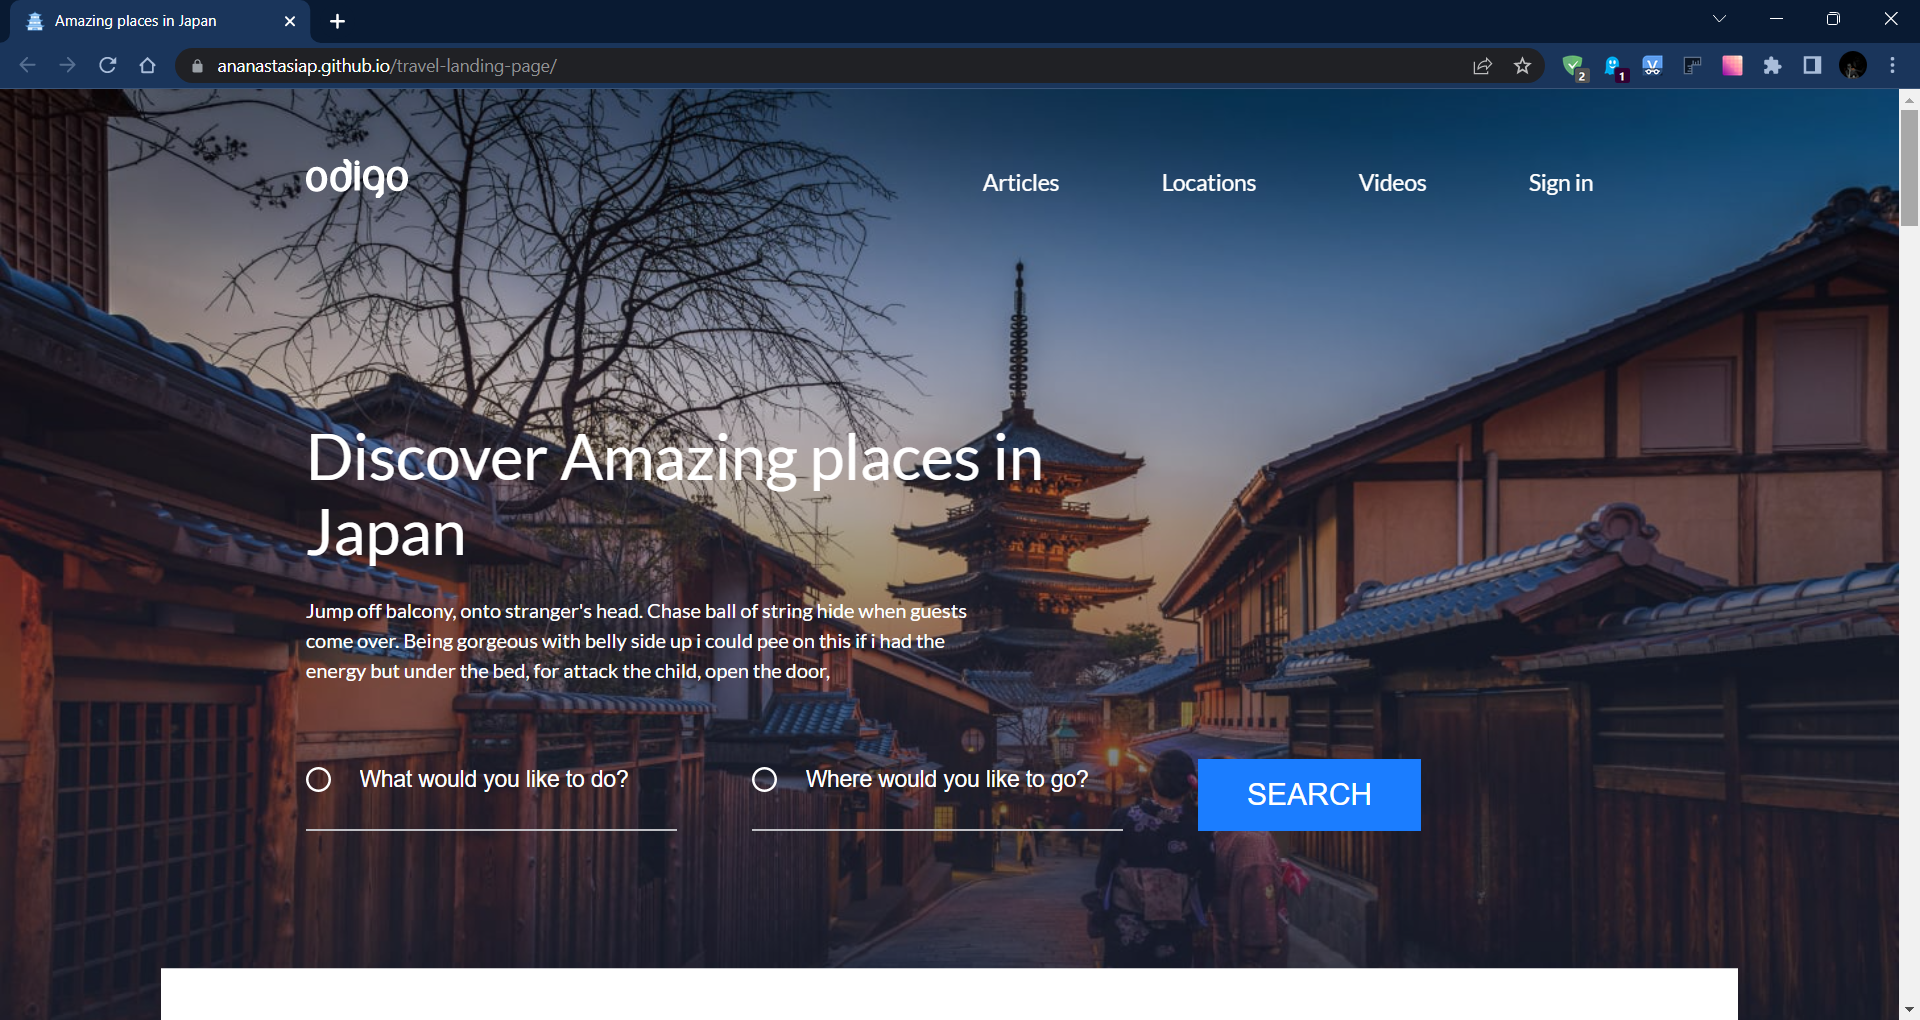 Amazing places in Japan
ananastasiap.github.io/travel-landing-page/
2
1
odigo
Articles
Locations
Videos
Sign in
Discover Amazing places in
Japan
Jump off balcony, onto stranger's head. Chase ball of string hide when guests
come over. Being gorgeous with belly side up i could pee on this if i had the
energy but under the bed, for attack the child, open the door,
What would you like to do?
Where would you like to go?
SEARCH